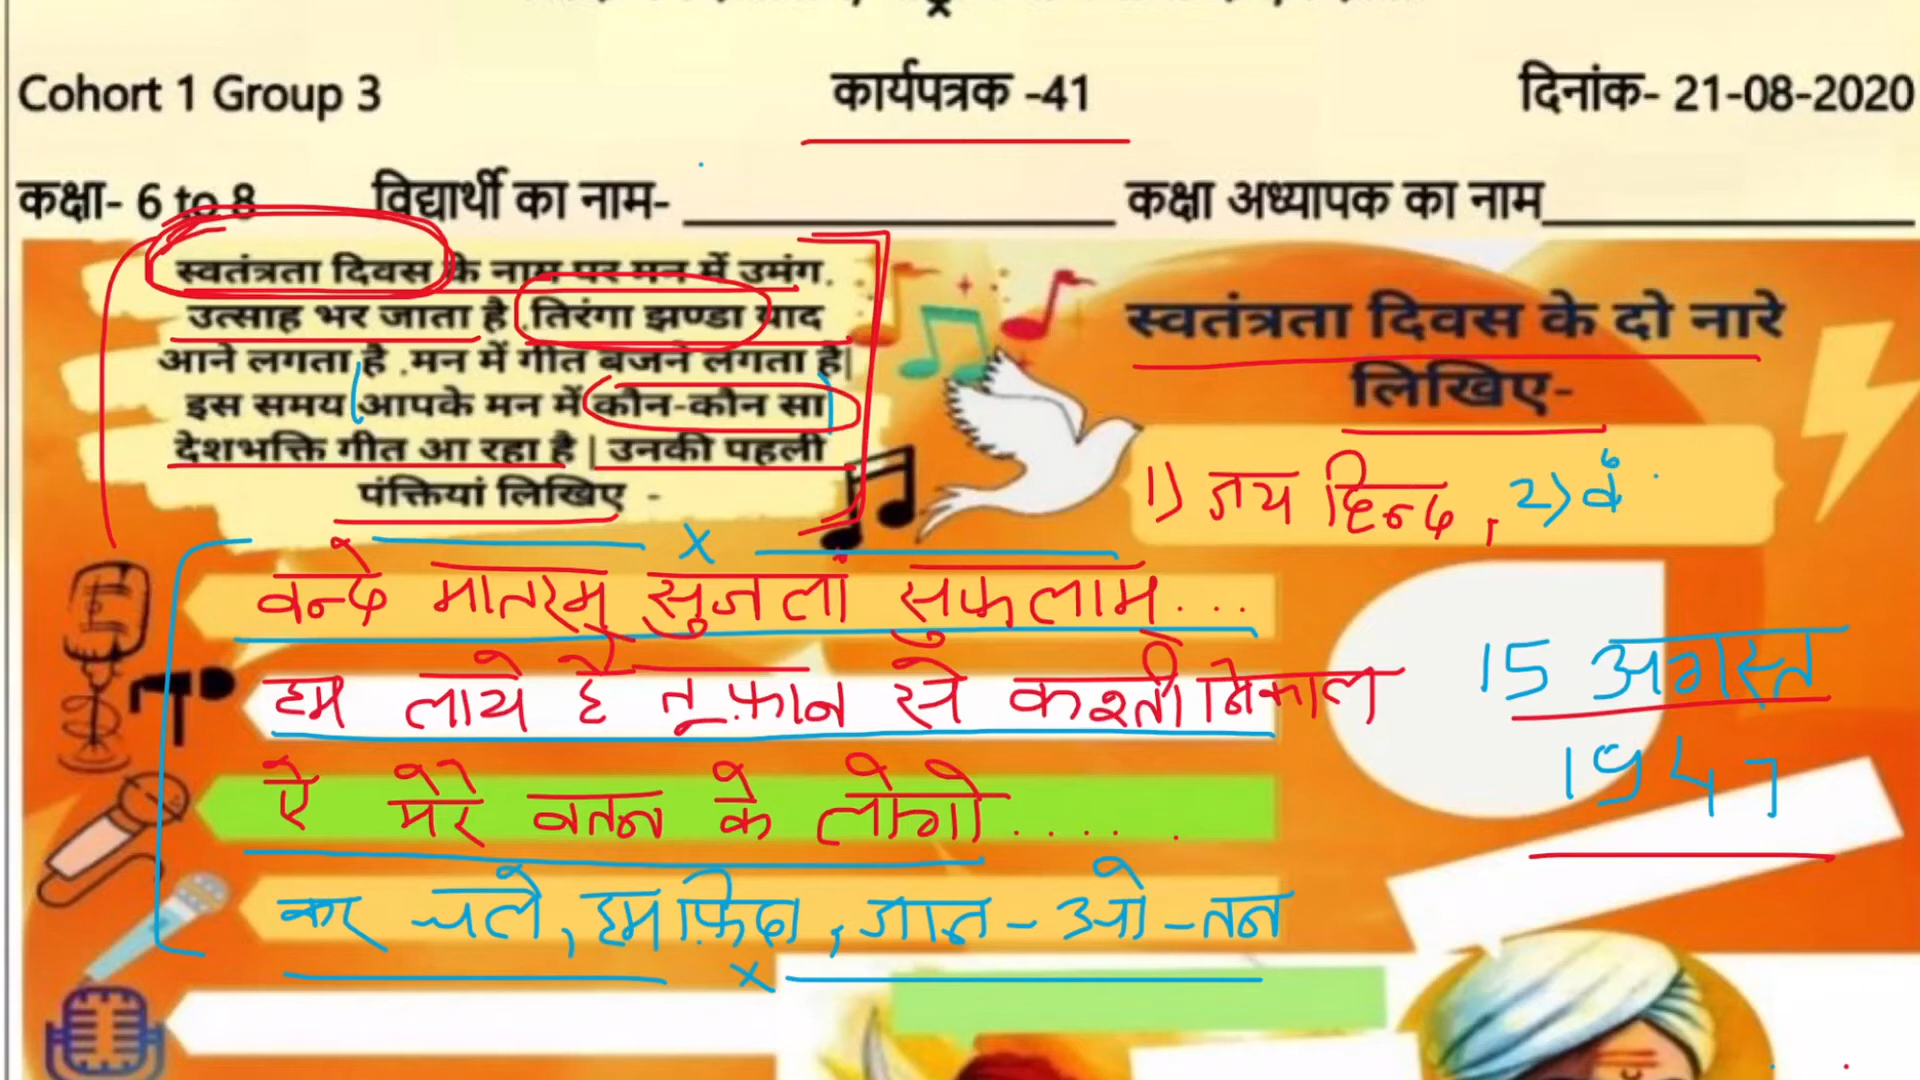 Cohort 1 Group 3 कार्यपत्रक -41 दिनांक- 21-08-2020
कक्षा- 6 to 8 विद्यार्थी का नाम- कक्षा अध्यापक का नाम
स्वतंत्रता दिवस के नाम पर मन में उमंग.
उत्साह भर जाता है .तिरंगा झण्डा याद
आने लगता है .मन में गीत बजने लगता है|
इस समय आपके मन में कौन-कौन सा
देशभक्ति गीत आ रहा है | उनकी पहली
पंक्तियां लिखिए -
स्वतंत्रता दिवस के दो नारे
लिखिए-
1) जय हिन्द, 2) वं
वन्दे मातरम् सुजलां सुफलाम् ...
हम लाये हैं तूफ़ान से कश्ती निकाल
ऐ मेरे वतन के लोगो ..... .
कर चले, हम फ़िदा, जान-ओ-तन
15 अगस्त
1947